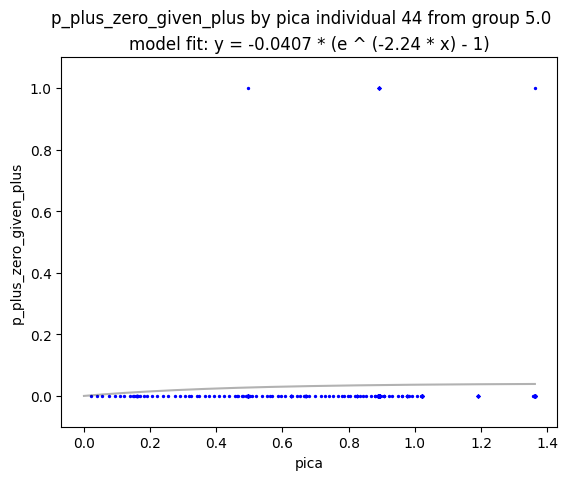 p_plus_zero_given_plus by pica individual 44 from group 5.0
model fit: y = -0.0407 * (e ^ (-2.24 * x) - 1)
p_plus_zero_given_plus
1.0
0.8
0.6
0.4
0.2
0.0
0.0 0.2 0.4 0.6 0.8 1.0 1.2 1.4
pica